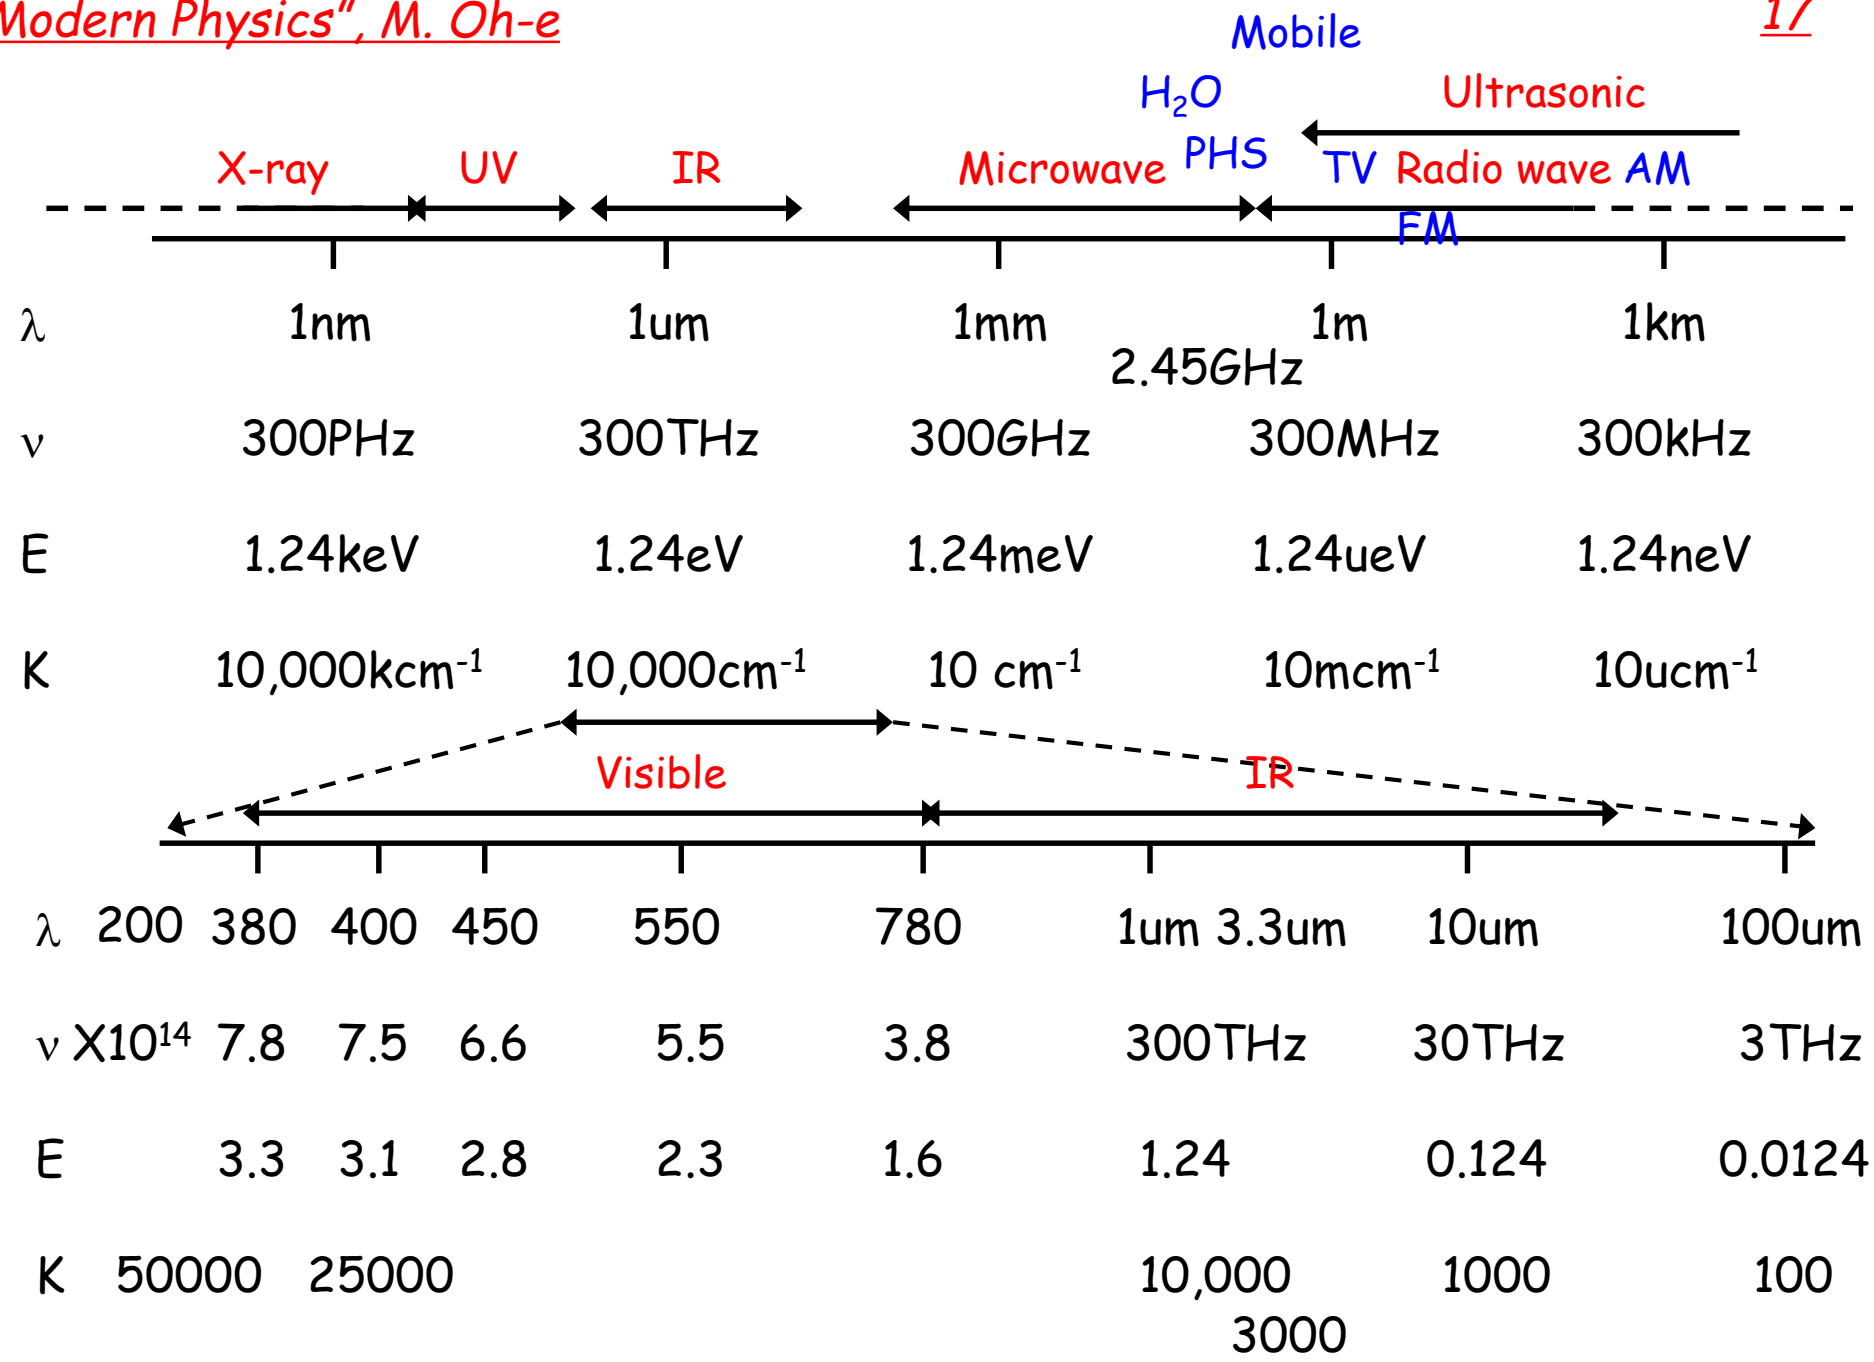 Modern Physics", M. Oh-e 17
Mobile
H₂O Ultrasonic
X-ray UV IR Microwave PHS TV Radio wave AM
FM
λ 1nm 1um 1mm 1m 1km
2.45GHz
ν 300PHz 300THz 300GHz 300MHz 300kHz
E 1.24keV 1.24eV 1.24meV 1.24ueV 1.24neV
K 10,000kcm⁻¹ 10,000cm⁻¹ 10 cm⁻¹ 10mcm⁻¹ 10ucm⁻¹
Visible IR
λ 200 380 400 450 550 780 1um 3.3um 10um 100um
ν X10¹⁴ 7.8 7.5 6.6 5.5 3.8 300THz 30THz 3THz
E 3.3 3.1 2.8 2.3 1.6 1.24 0.124 0.0124
K 50000 25000 10,000 1000 100
3000